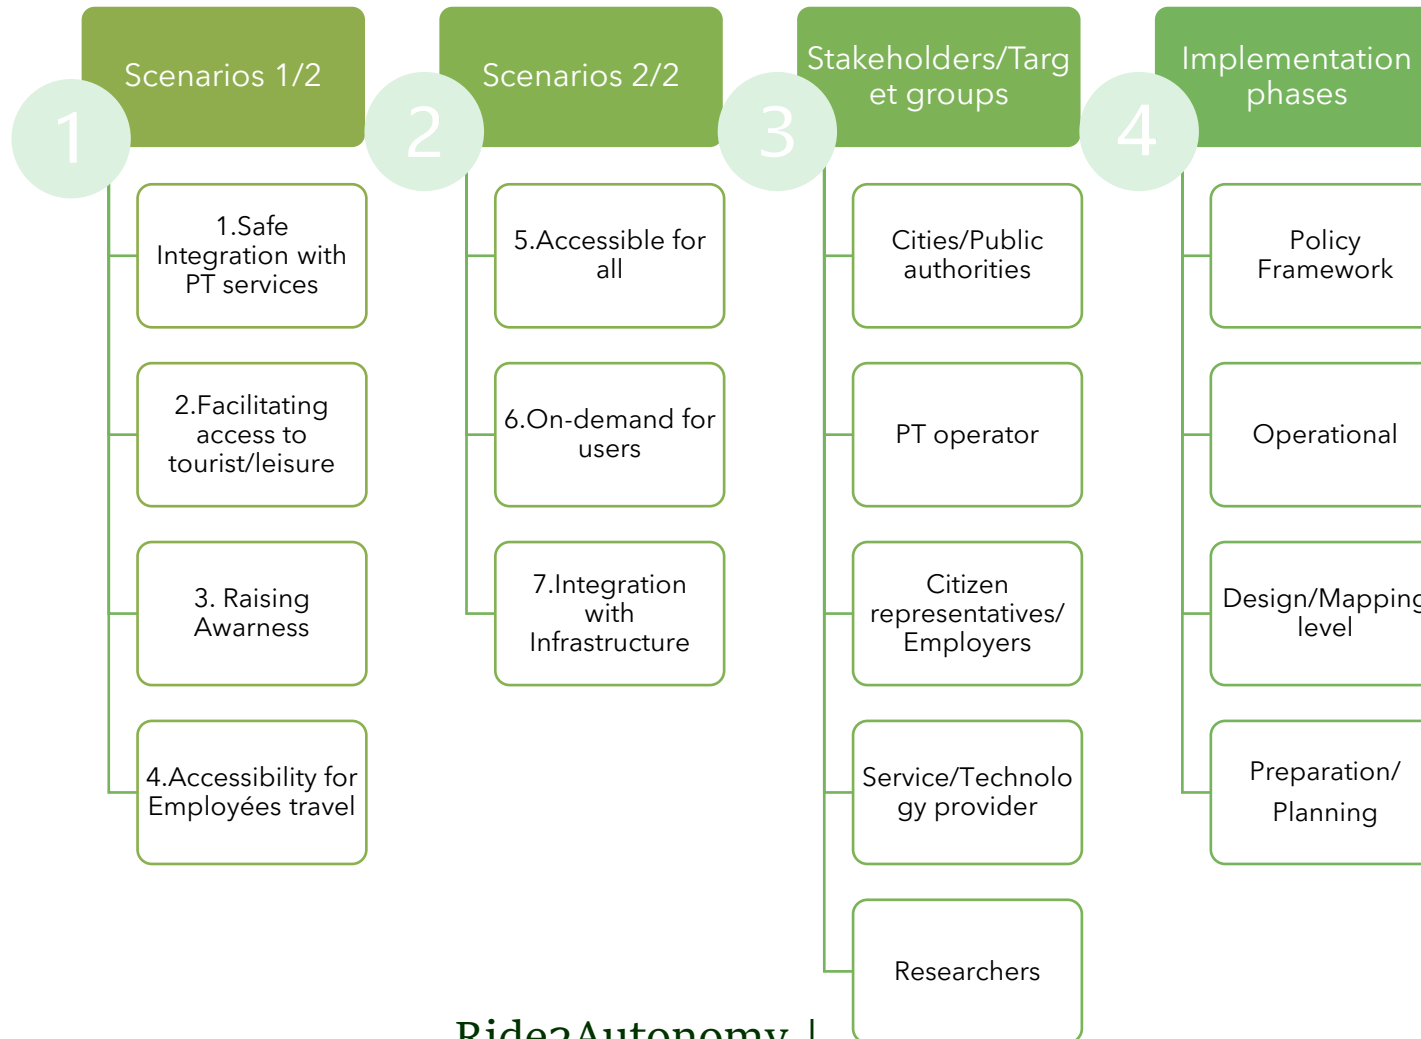 1
Scenarios 1/2
1.Safe
Integration with
PT services
2.Facilitating
access to
tourist/leisure
3. Raising
Awarness
4.Accessibility for
Employées travel
2
Scenarios 2/2
5.Accessible for
all
6.On-demand for
users
7.Integration
with
Infrastructure
3
Stakeholders/Targ
et groups
Cities/Public
authorities
PT operator
Citizen
representatives/
Employers
Service/Technolo
gy provider
Researchers
4
Implementation
phases
Policy
Framework
Operational
Design/Mapping
level
Preparation/
Planning
Ride2Autonomy |